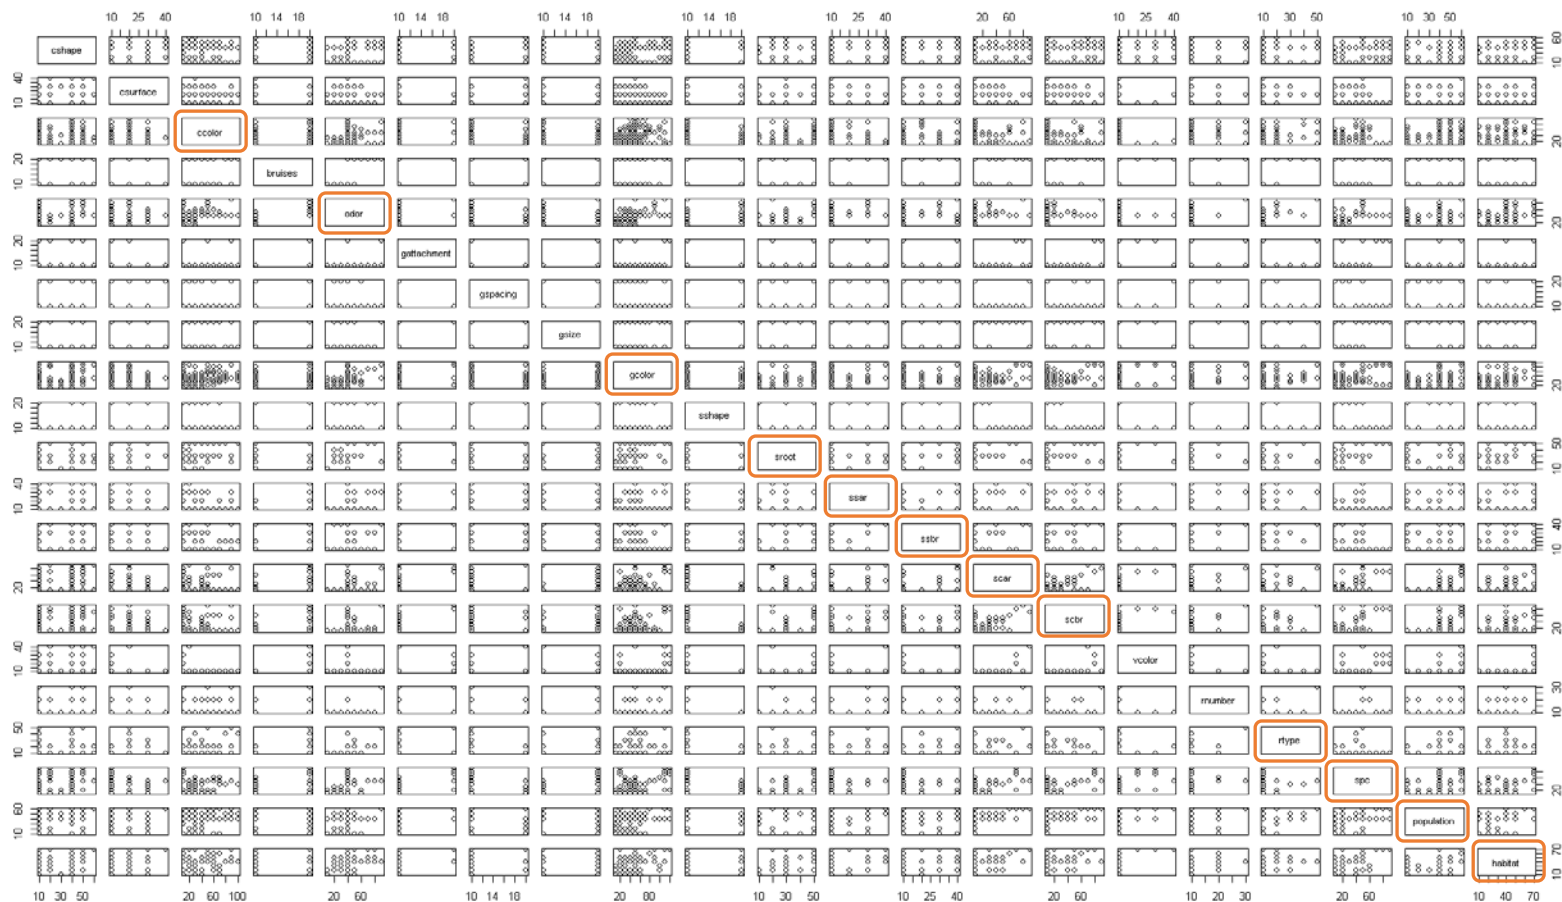 10 25 40
10 14 18
10 14 18
10 14 18
10 25 40
20 60
10 25 40
10 30 50
10 30 50
cshape
10 60
10 40
csurface
ccolor
20
10 20
bruises
odor
20
10 20
gattachment
gspacing
10 20
10 20
gsize
gcolor
20
10 20
sshape
sroot
10 50
10 40
ssar
ssbr
10 40
20
scar
scbr
20
10 40
vcolor
rnumber
10 30
10 50
rtype
spc
20
10 60
population
habitat
10 70
10 30 50
20 60 100
20 60
10 14 18
20 80
10 30 50
10 25 40
20 60
10 20 30
20 60
10 40 70